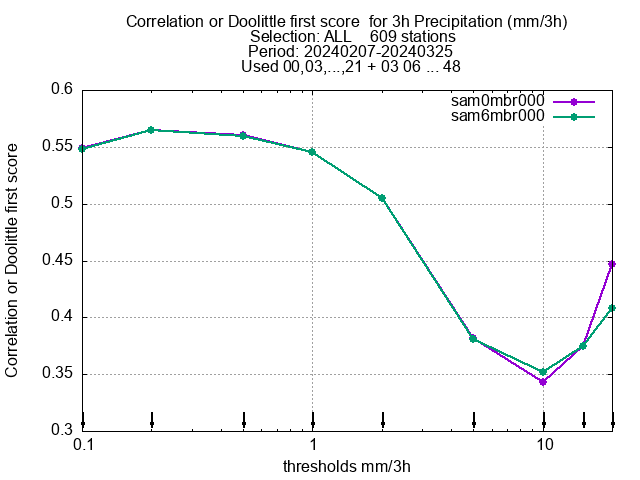 Correlation or Doolittle first score  for 3h Precipitation (mm/3h)
Selection: ALL    609 stations
Period: 20240207-20240325
Used 00,03,...,21 + 03 06 ... 48
sam0mbr000
sam6mbr000
0.6
0.55
0.5
0.45
0.4
0.35
0.3
Correlation or Doolittle first score
0.1 1 10
thresholds mm/3h